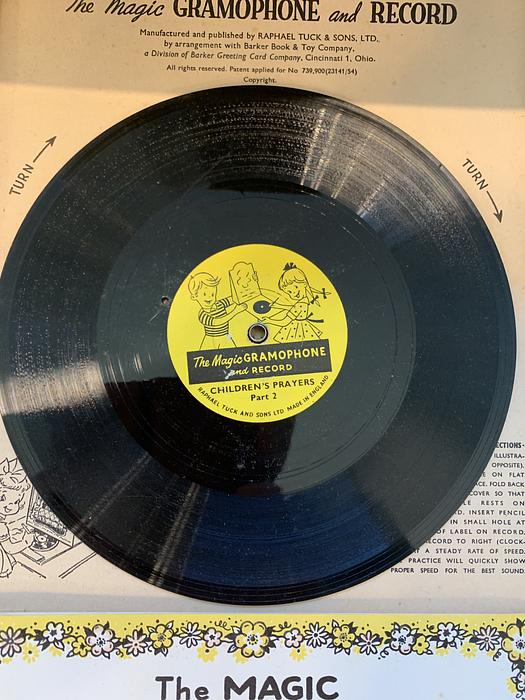 The Magic GRAMOPHONE and RECORD
Manufactured and published by RAPHAEL TUCK & SONS, LTD.
by arrangement with Barker Book & Toy Company,
a Division of Barker Greeting Card Company, Cincinnati 1, Ohio.
All rights reserved. Patent applied for No 739,900(23141/54)
Copyright.
TURN
TURN
The Magic GRAMOPHONE
and RECORD
CHILDREN'S PRAYERS
Part 2
RAPHAEL TUCK AND SONS LTD MADE IN ENGLAND
ILLUSTRA-
OPPOSITE).
ON FLAT
FOLD BACK
COVER SO THAT
RESTS ON
INSERT PENCIL
IN SMALL HOLE AT
OF LABEL ON RECORD.
RECORD TO RIGHT (CLOCK-
A STEADY RATE OF SPEED.
PRACTICE WILL QUICKLY SHOW
PROPER SPEED FOR THE BEST SOUND.
The MAGIC